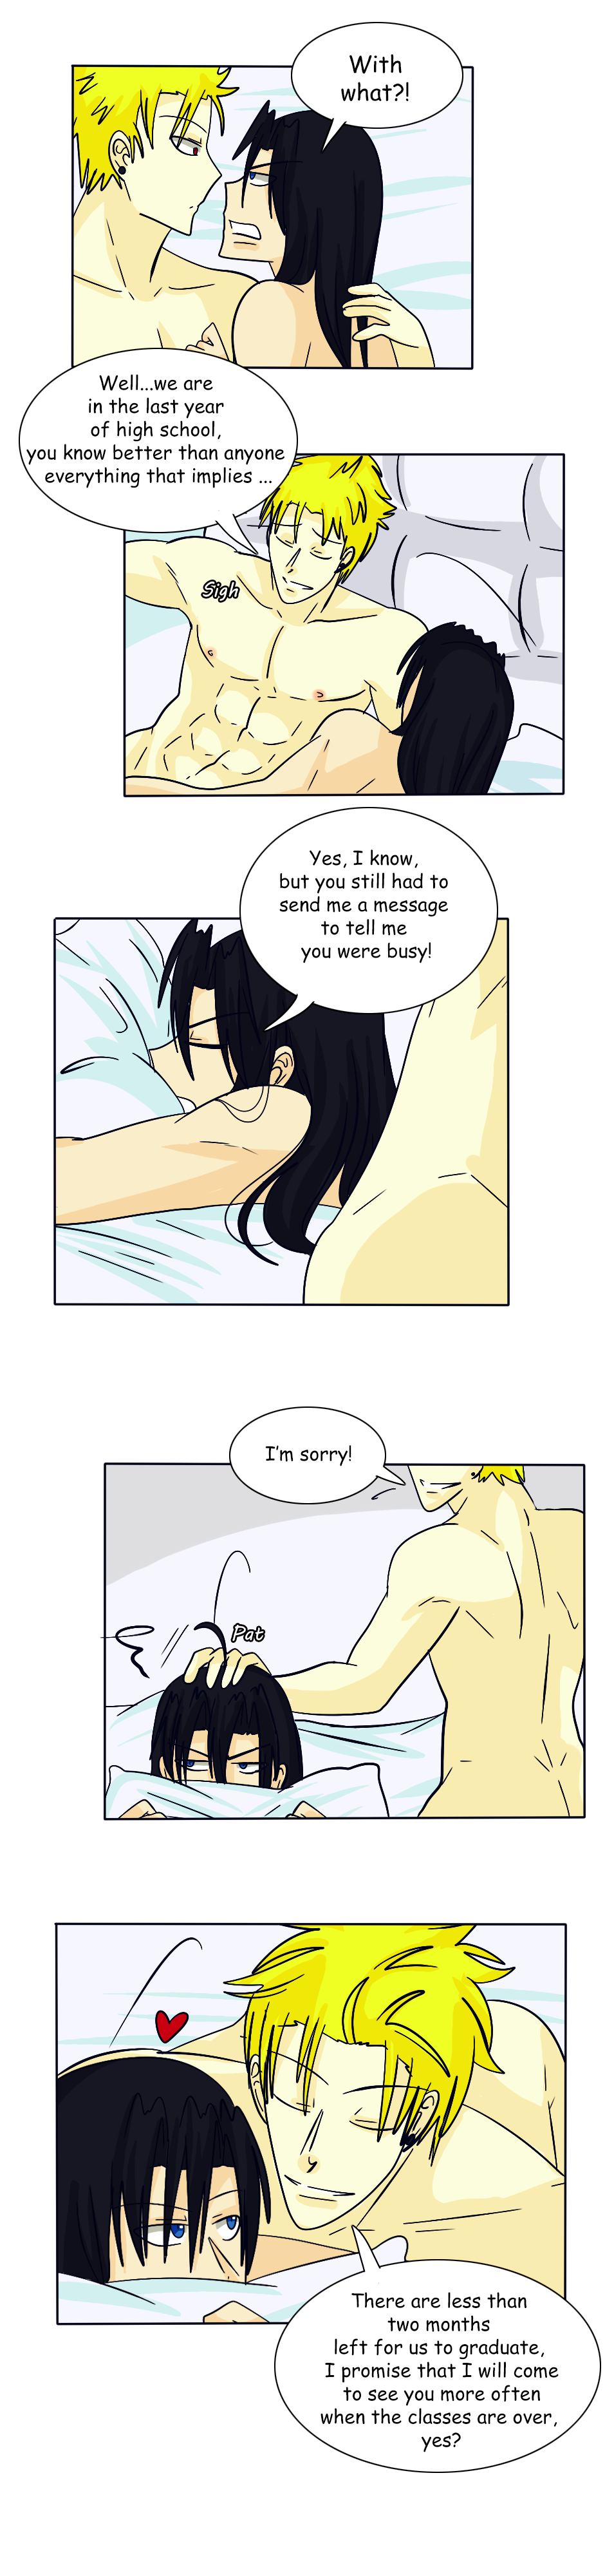 With
what?!
Well...we are
in the last year
of high school,
you know better than anyone
everything that implies ...
Sigh
Yes, I know,
but you still had to
send me a message
to tell me
you were busy!
I'm sorry!
Pat
There are less than
two months
left for us to graduate,
I promise that I will come
to see you more often
when the classes are over,
yes?